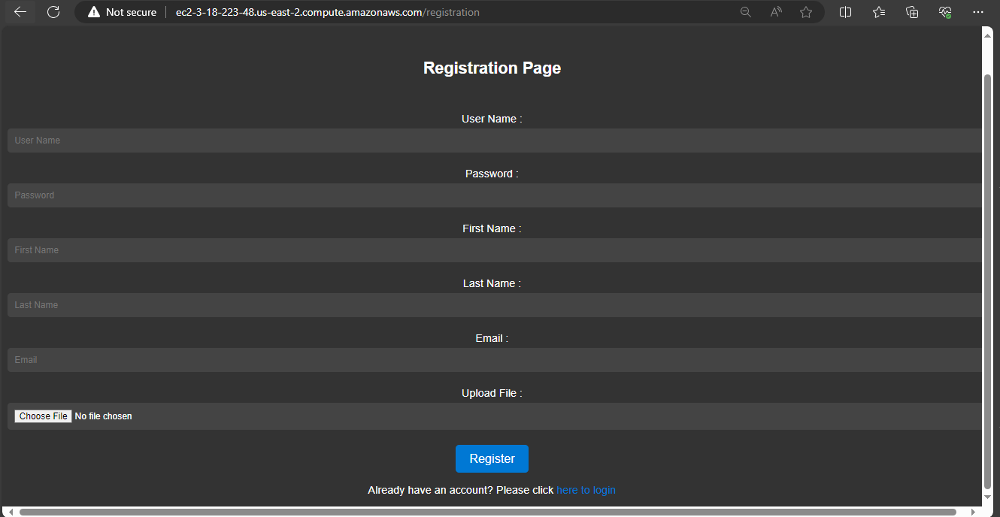 Not secure ec2-3-18-223-48.us-east-2.compute.amazonaws.com/registration
Registration Page
User Name :
User Name
Password :
Password
First Name :
First Name
Last Name :
Last Name
Email :
Email
Upload File :
Choose File No file chosen
Register
Already have an account? Please click here to login